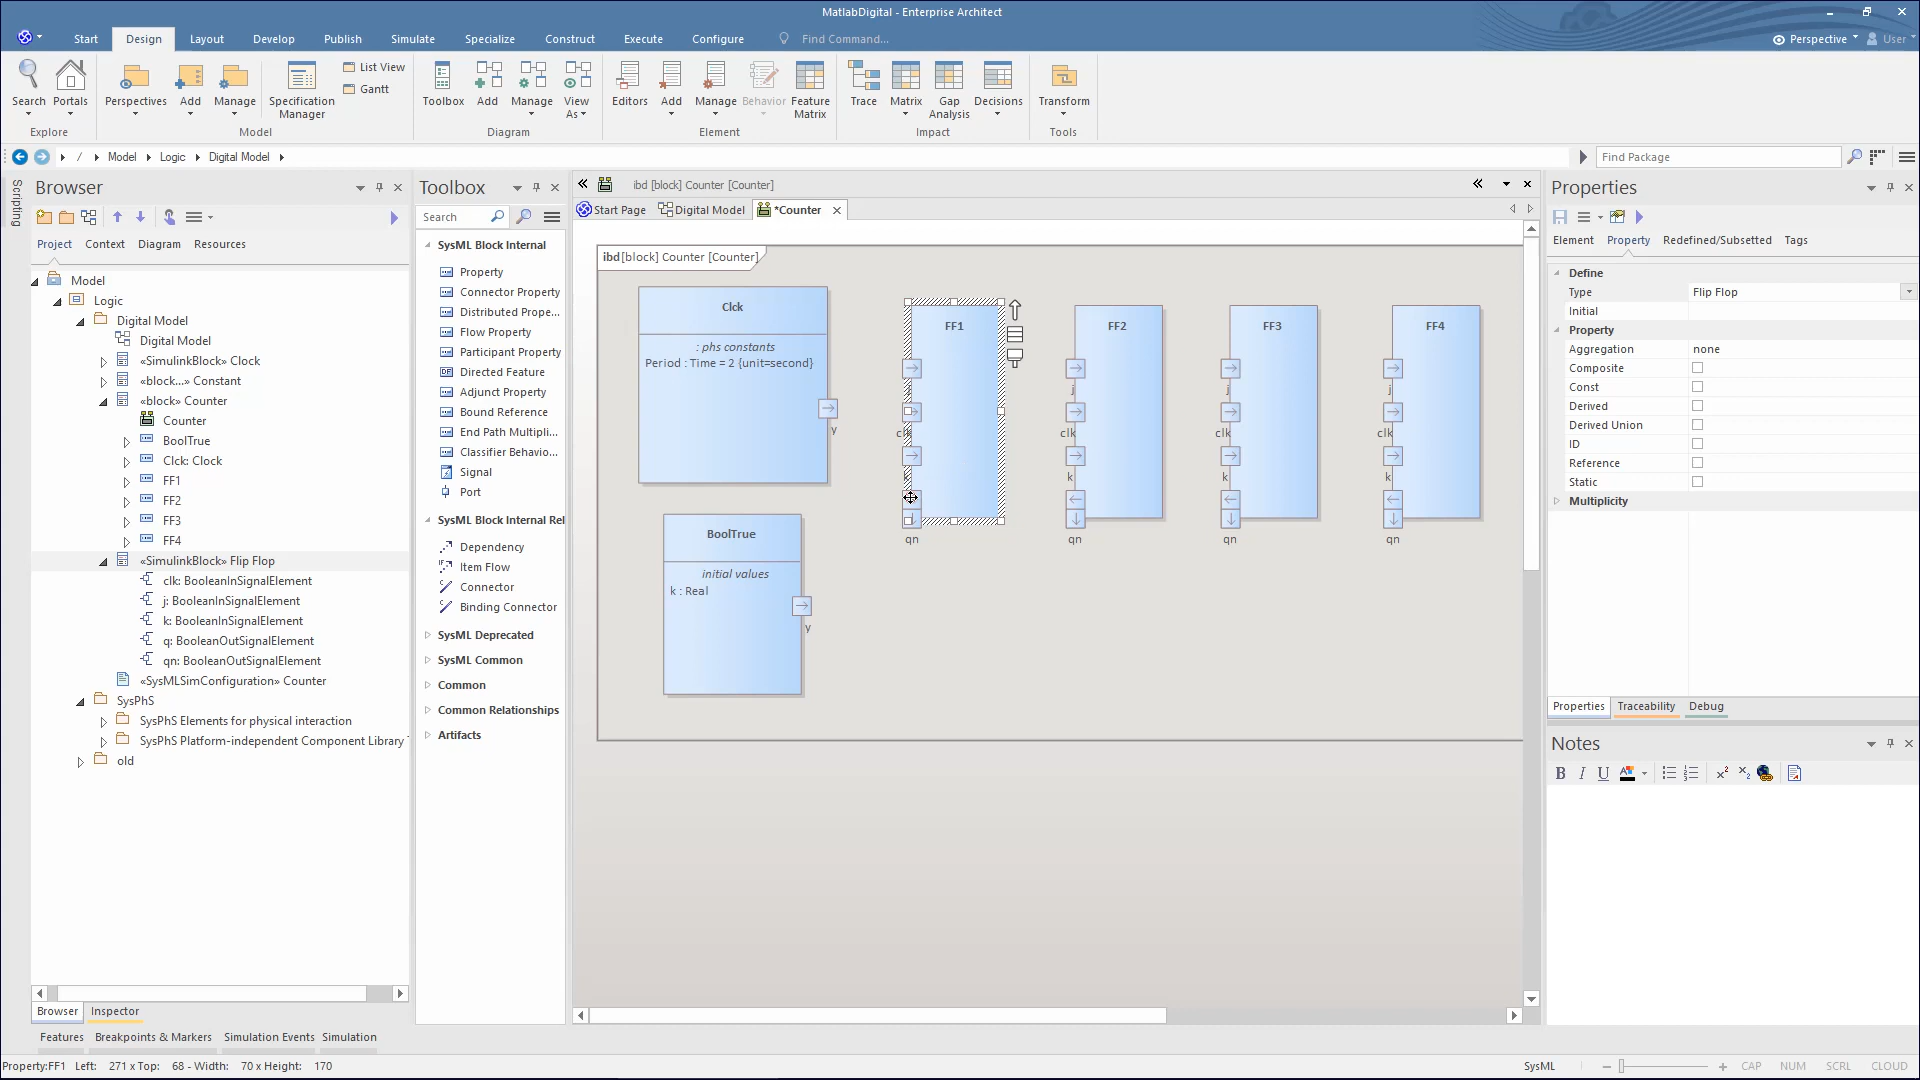 MatlabDigital - Enterprise Architect
Start Design Layout Develop Publish Simulate Specialize Construct Execute Configure Find Command... Perspective User
Search Portals Perspectives Add Manage Specification Manager List View Gantt Toolbox Add Manage View As Editors Add Manage Behavior Feature Matrix Trace Matrix Gap Analysis Decisions Transform
Explore Model Diagram Element Impact Tools
/ Model Logic Digital Model Find Package
Scripting
Browser
Project Context Diagram Resources
Model
Logic
Digital Model
Digital Model
«SimulinkBlock» Clock
«block...» Constant
«block» Counter
Counter
BoolTrue
Clck: Clock
FF1
FF2
FF3
FF4
«SimulinkBlock» Flip Flop
clk: BooleanInSignalElement
j: BooleanInSignalElement
k: BooleanInSignalElement
q: BooleanOutSignalElement
qn: BooleanOutSignalElement
«SysMLSimConfiguration» Counter
SysPhS
SysPhS Elements for physical interaction
SysPhS Platform-independent Component Library
old
Browser Inspector
Toolbox
Search
SysML Block Internal
Property
Connector Property
Distributed Prope...
Flow Property
Participant Property
Directed Feature
Adjunct Property
Bound Reference
End Path Multipli...
Classifier Behavio...
Signal
Port
SysML Block Internal Rel
Dependency
Item Flow
Connector
Binding Connector
SysML Deprecated
SysML Common
Common
Common Relationships
Artifacts
ibd [block] Counter [Counter]
Start Page Digital Model *Counter
ibd [block] Counter [Counter]
Clck
: phs constants
Period : Time = 2 {unit=second}
y
BoolTrue
initial values
k : Real
y
FF1
clk
qn
FF2
j
clk
k
qn
FF3
j
clk
k
qn
FF4
j
clk
k
qn
Properties
Element Property Redefined/Subsetted Tags
Define
Type Flip Flop
Initial
Property
Aggregation none
Composite
Const
Derived
Derived Union
ID
Reference
Static
Multiplicity
Properties Traceability Debug
Notes
B I U A
Features Breakpoints & Markers Simulation Events Simulation
Property:FF1 Left: 271 x Top: 68 - Width: 70 x Height: 170 SysML CAP NUM SCRL CLOUD